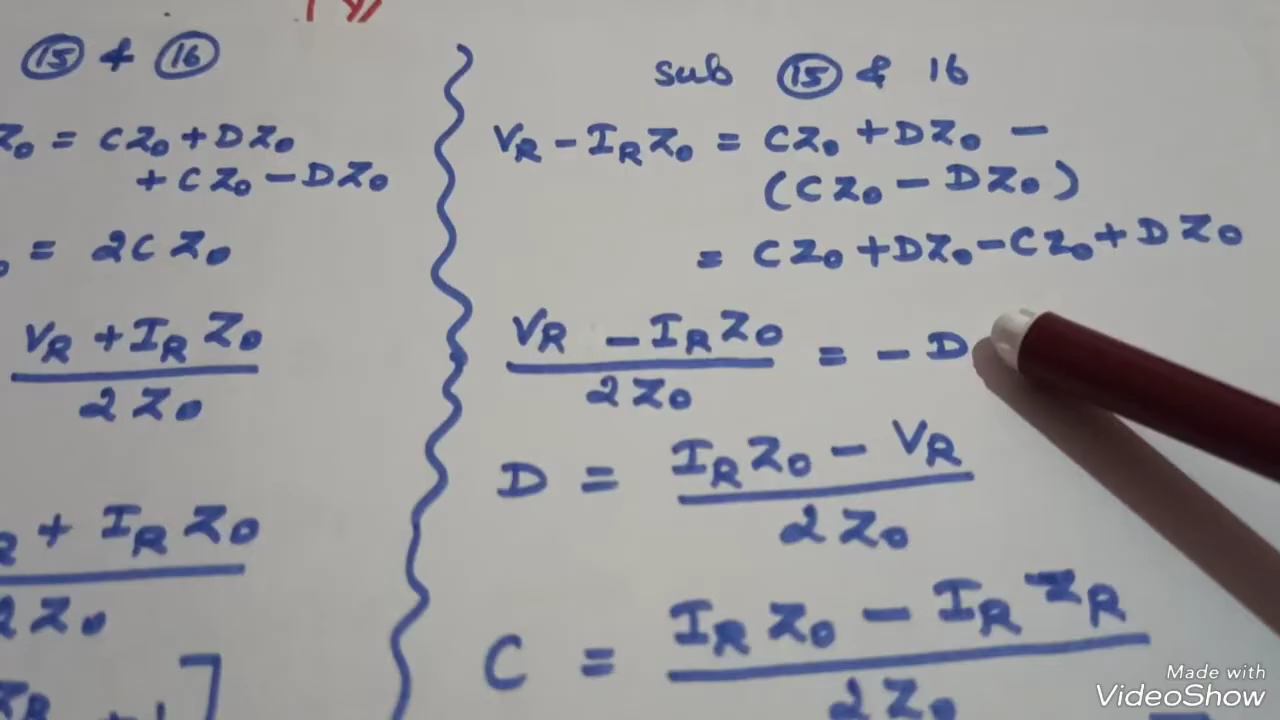 15 & 16
Z₀ = CZ₀ + DZ₀
+ CZ₀ - DZ₀
= 2CZ₀
VR + IR Z₀
2Z₀
+ IR Z₀
2Z₀
sub 15 & 16
VR - IR Z₀ = CZ₀ + DZ₀ -
(CZ₀ - DZ₀)
= CZ₀ + DZ₀ - CZ₀ + DZ₀
VR - IR Z₀
2Z₀
= - D
D = IR Z₀ - VR
2Z₀
C = IR Z₀ - IR ZR
2Z₀
Made with
VideoShow